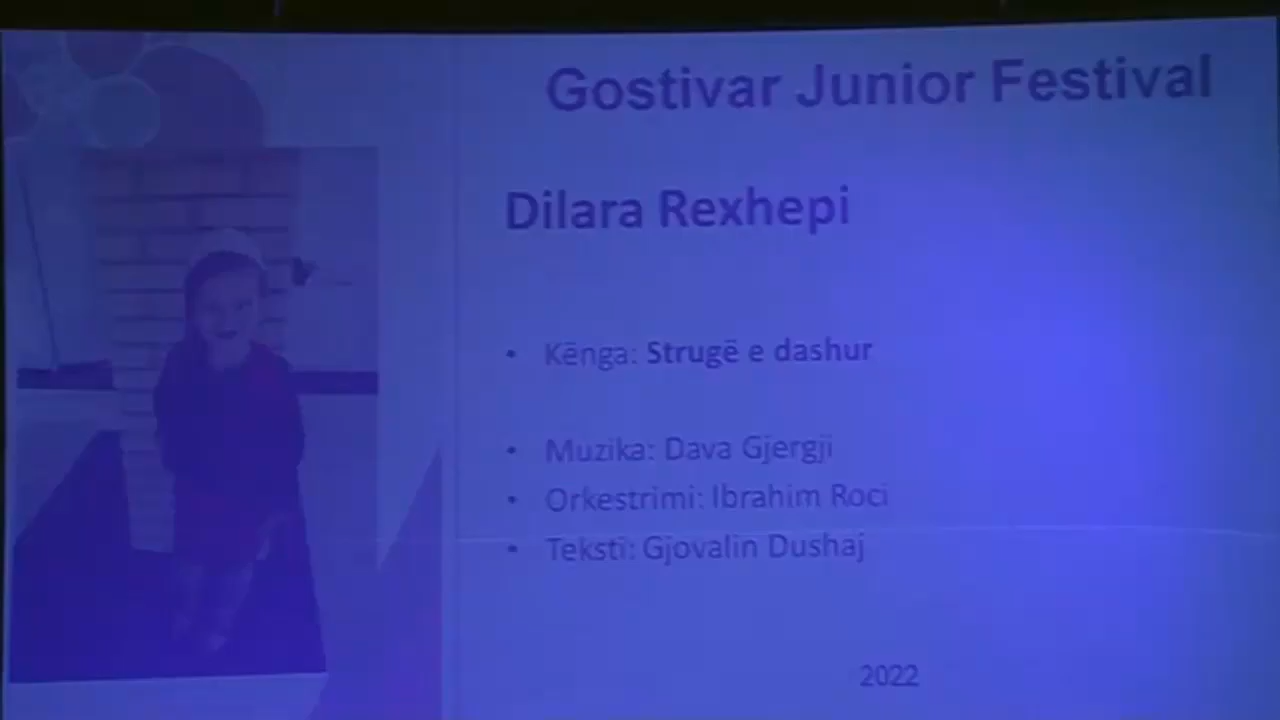 Gostivar Junior Festival
Dilara Rexhepi
• Kënga: Strugë e dashur
• Muzika: Dava Gjergji
• Orkestrimi: Ibrahim Roci
• Teksti: Gjovalin Dushaj
2022